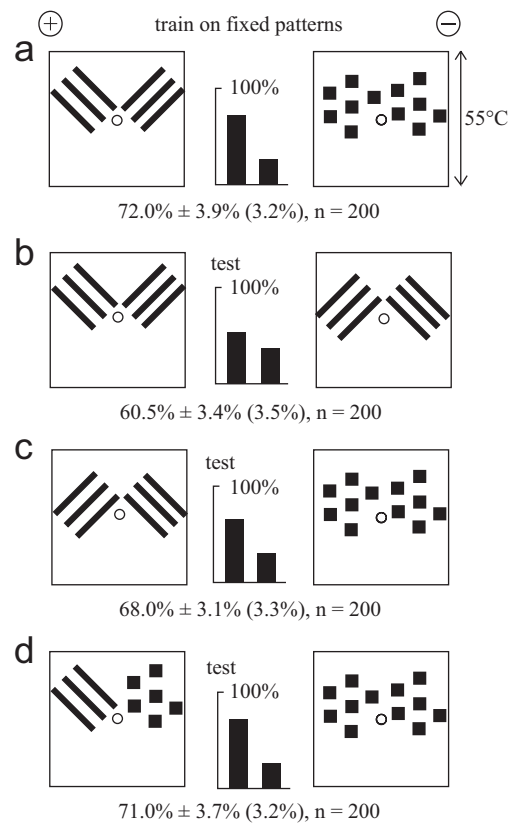 + train on fixed patterns −
a
100%
55°C
72.0% ± 3.9% (3.2%), n = 200
b
test
100%
60.5% ± 3.4% (3.5%), n = 200
c
test
100%
68.0% ± 3.1% (3.3%), n = 200
d
test
100%
71.0% ± 3.7% (3.2%), n = 200